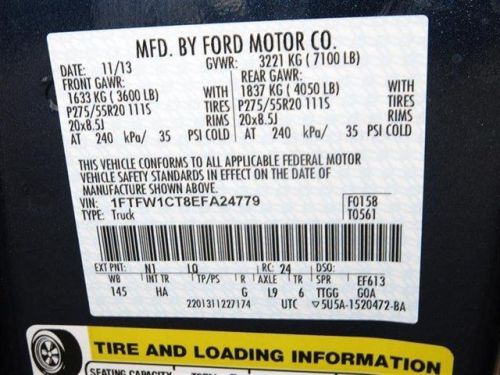 MFD. BY FORD MOTOR CO.
DATE: 11/13 GVWR: 3221 KG ( 7100 LB)
FRONT GAWR: REAR GAWR:
1633 KG ( 3600 LB) 1837 KG ( 4050 LB)
P275/55R20 111S TIRES P275/55R20 111S TIRES
20x8.5J RIMS 20x8.5J RIMS
AT 240 kPa/ 35 PSI COLD AT 240 kPa/ 35 PSI COLD
THIS VEHICLE CONFORMS TO ALL APPLICABLE FEDERAL MOTOR
VEHICLE SAFETY STANDARDS IN EFFECT ON THE DATE OF
MANUFACTURE SHOWN ABOVE.
VIN: 1FTFW1CT8EFA24779 F0158
TYPE: Truck T0561
EXT PNT: N1 LQ RC: 24 DSO:
WB INT TR TP/PS R AXLE TR SPR EF613
145 HA G L9 6 TTGG GOA
2201311227174 UTC 5U5A-1520472-BA
TIRE AND LOADING INFORMATION
SEATING CAPACITY